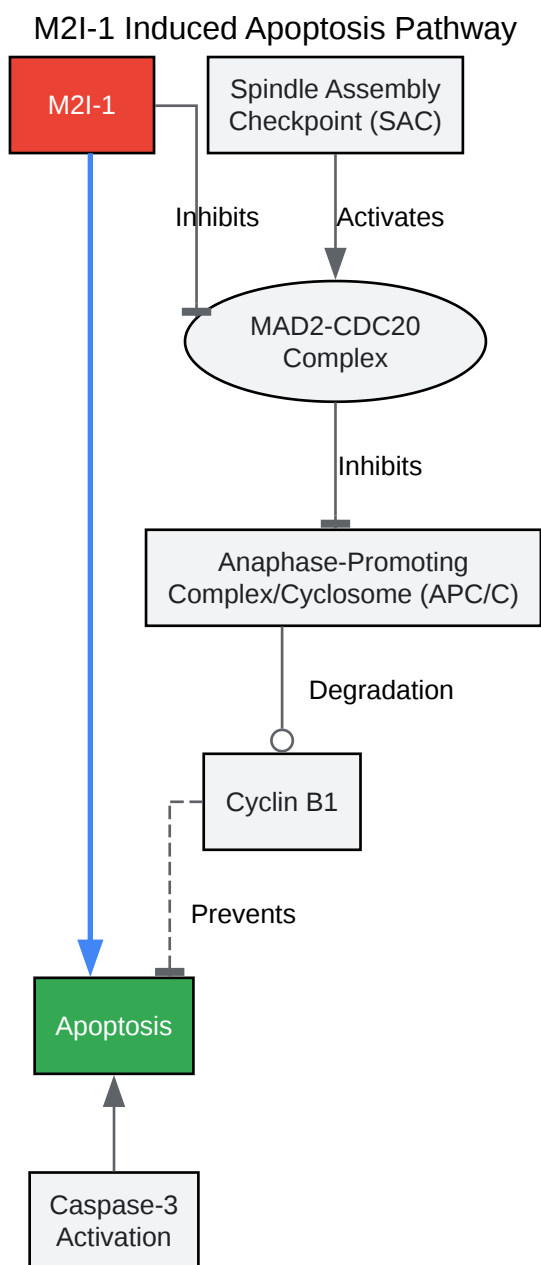 M2I-1 Induced Apoptosis Pathway
M2I-1
Spindle Assembly
Checkpoint (SAC)
Inhibits
Activates
MAD2-CDC20
Complex
Inhibits
Anaphase-Promoting
Complex/Cyclosome (APC/C)
Degradation
Cyclin B1
Prevents
Apoptosis
Caspase-3
Activation